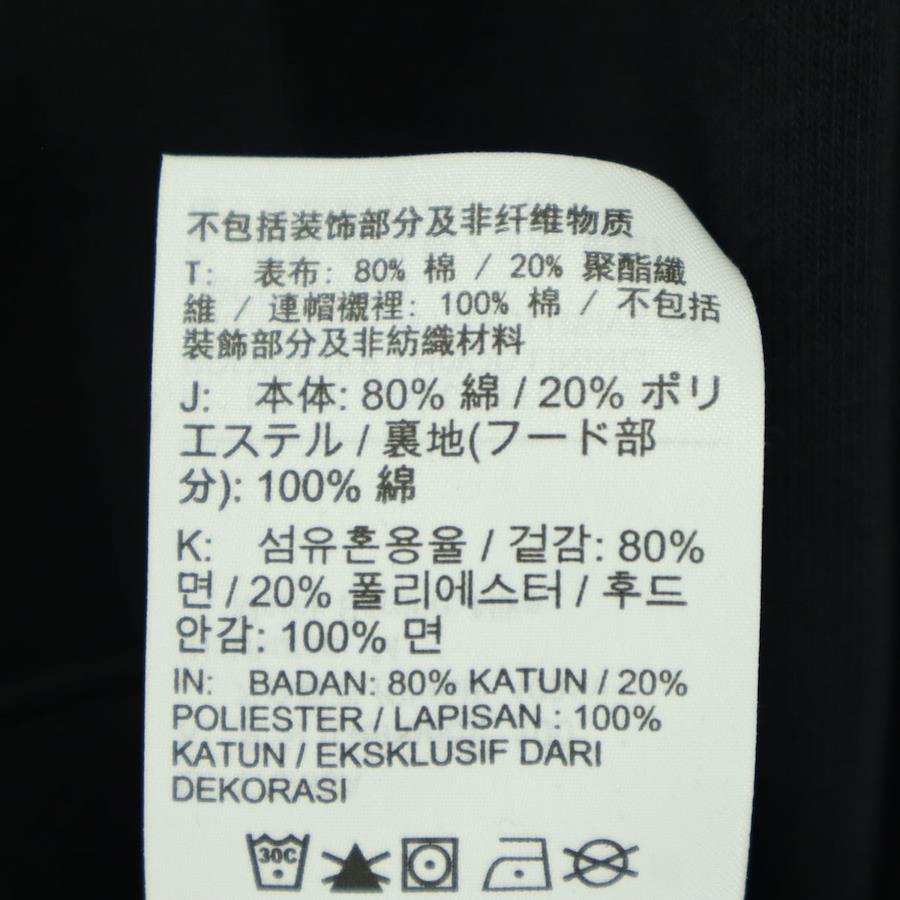 不包括装饰部分及非纤维物质
T: 表布: 80% 棉 / 20% 聚酯纖
維 / 連帽襯裡: 100% 棉 / 不包括
裝飾部分及非紡織材料
J: 本体: 80% 綿 / 20% ポリ
エステル / 裏地(フード部
分): 100% 綿
K: 섬유혼용율 / 겉감: 80%
면 / 20% 폴리에스터 / 후드
안감: 100% 면
IN: BADAN: 80% KATUN / 20%
POLIESTER / LAPISAN : 100%
KATUN / EKSKLUSIF DARI
DEKORASI
30C